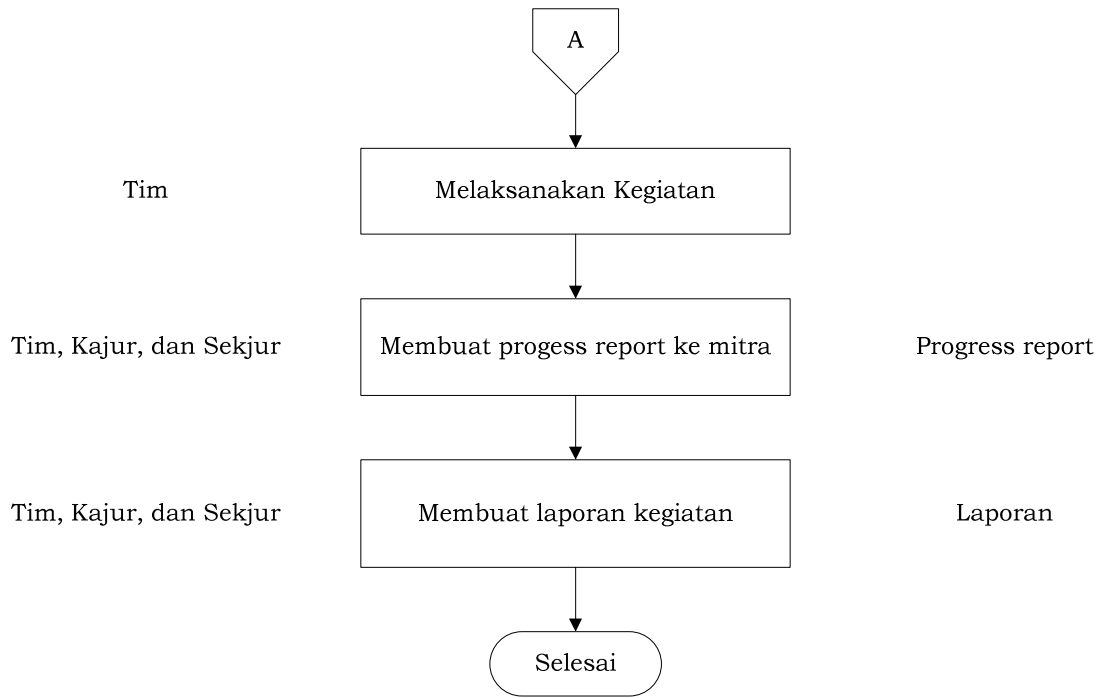 A
Tim
Melaksanakan Kegiatan
Tim, Kajur, dan Sekjur
Membuat progess report ke mitra
Progress report
Tim, Kajur, dan Sekjur
Membuat laporan kegiatan
Laporan
Selesai